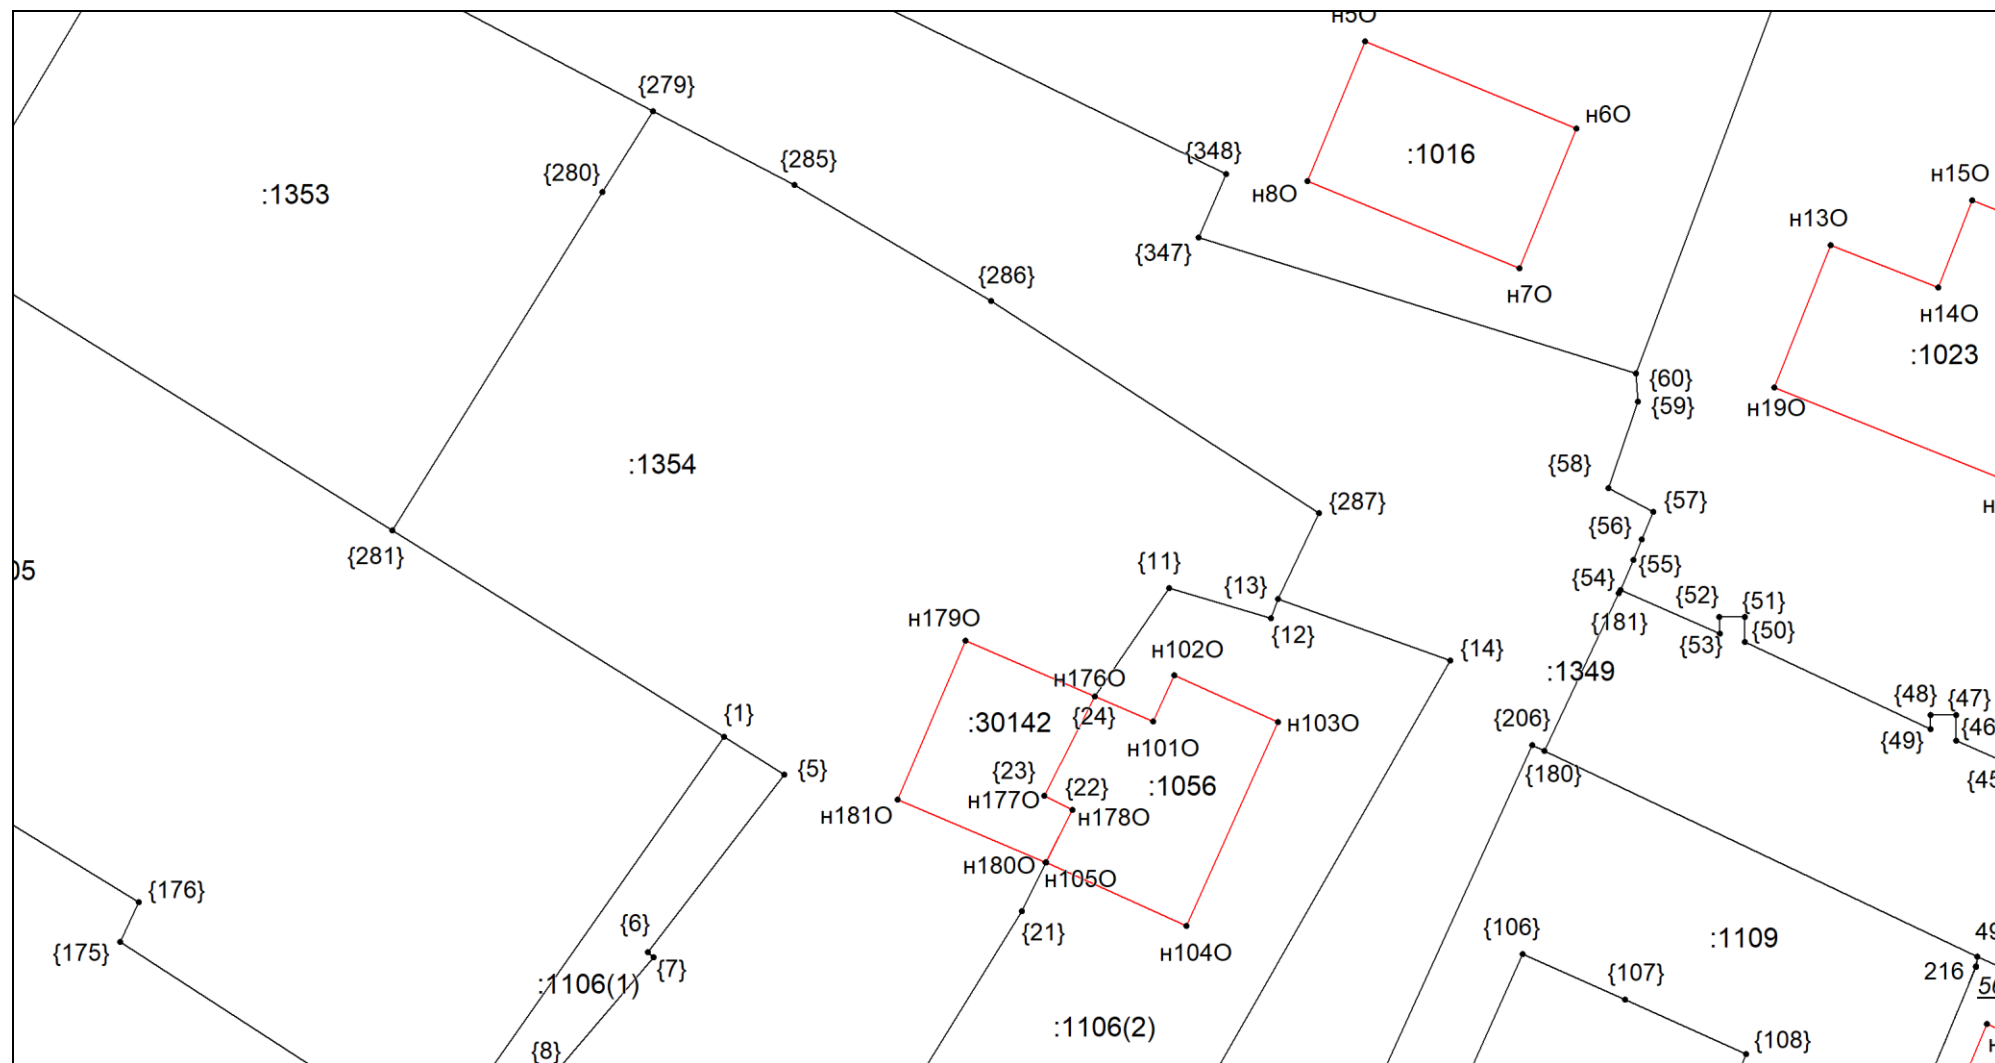 н5О
{279}
н6О
{348}
:1016
{285}
{280}
н15О
:1353
н8О
н13О
{347}
{286}
н7О
н14О
:1023
{60}
{59}
н19О
:1354
{58}
{57}
{287}
{56}
{281}
{55}
{11}
{13}
{54}
{52}
{51}
{181}
{50}
{12}
{53}
н179О
{14}
н102О
:1349
н176О
{48}
{47}
:30142
{24}
{1}
{206}
н103О
{46
{49}
н101О
{5}
{23}
{180}
{45
:1056
{22}
н177О
н181О
н178О
н180О
н105О
{176}
{6}
{21}
{106}
:1109
{175}
н104О
{7}
216
:1106(1)
{107}
:1106(2)
{108}
{8}